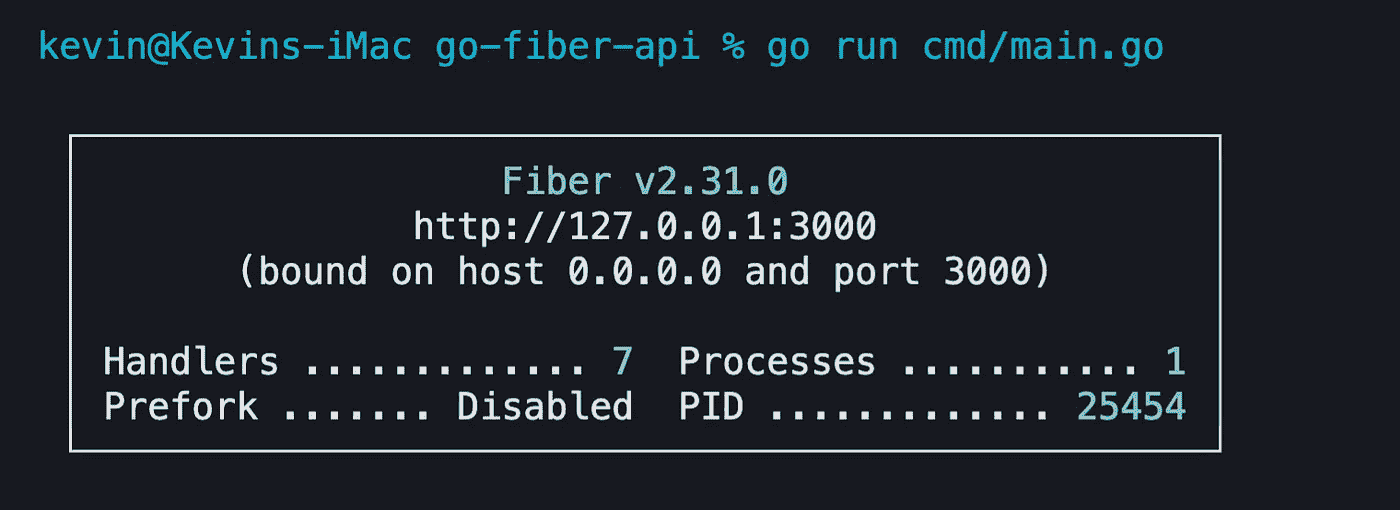 kevin@Kevins-iMac go-fiber-api % go run cmd/main.go
Fiber v2.31.0
http://127.0.0.1:3000
(bound on host 0.0.0.0 and port 3000)
Handlers ............. 7  Processes ........... 1
Prefork ....... Disabled  PID ............. 25454